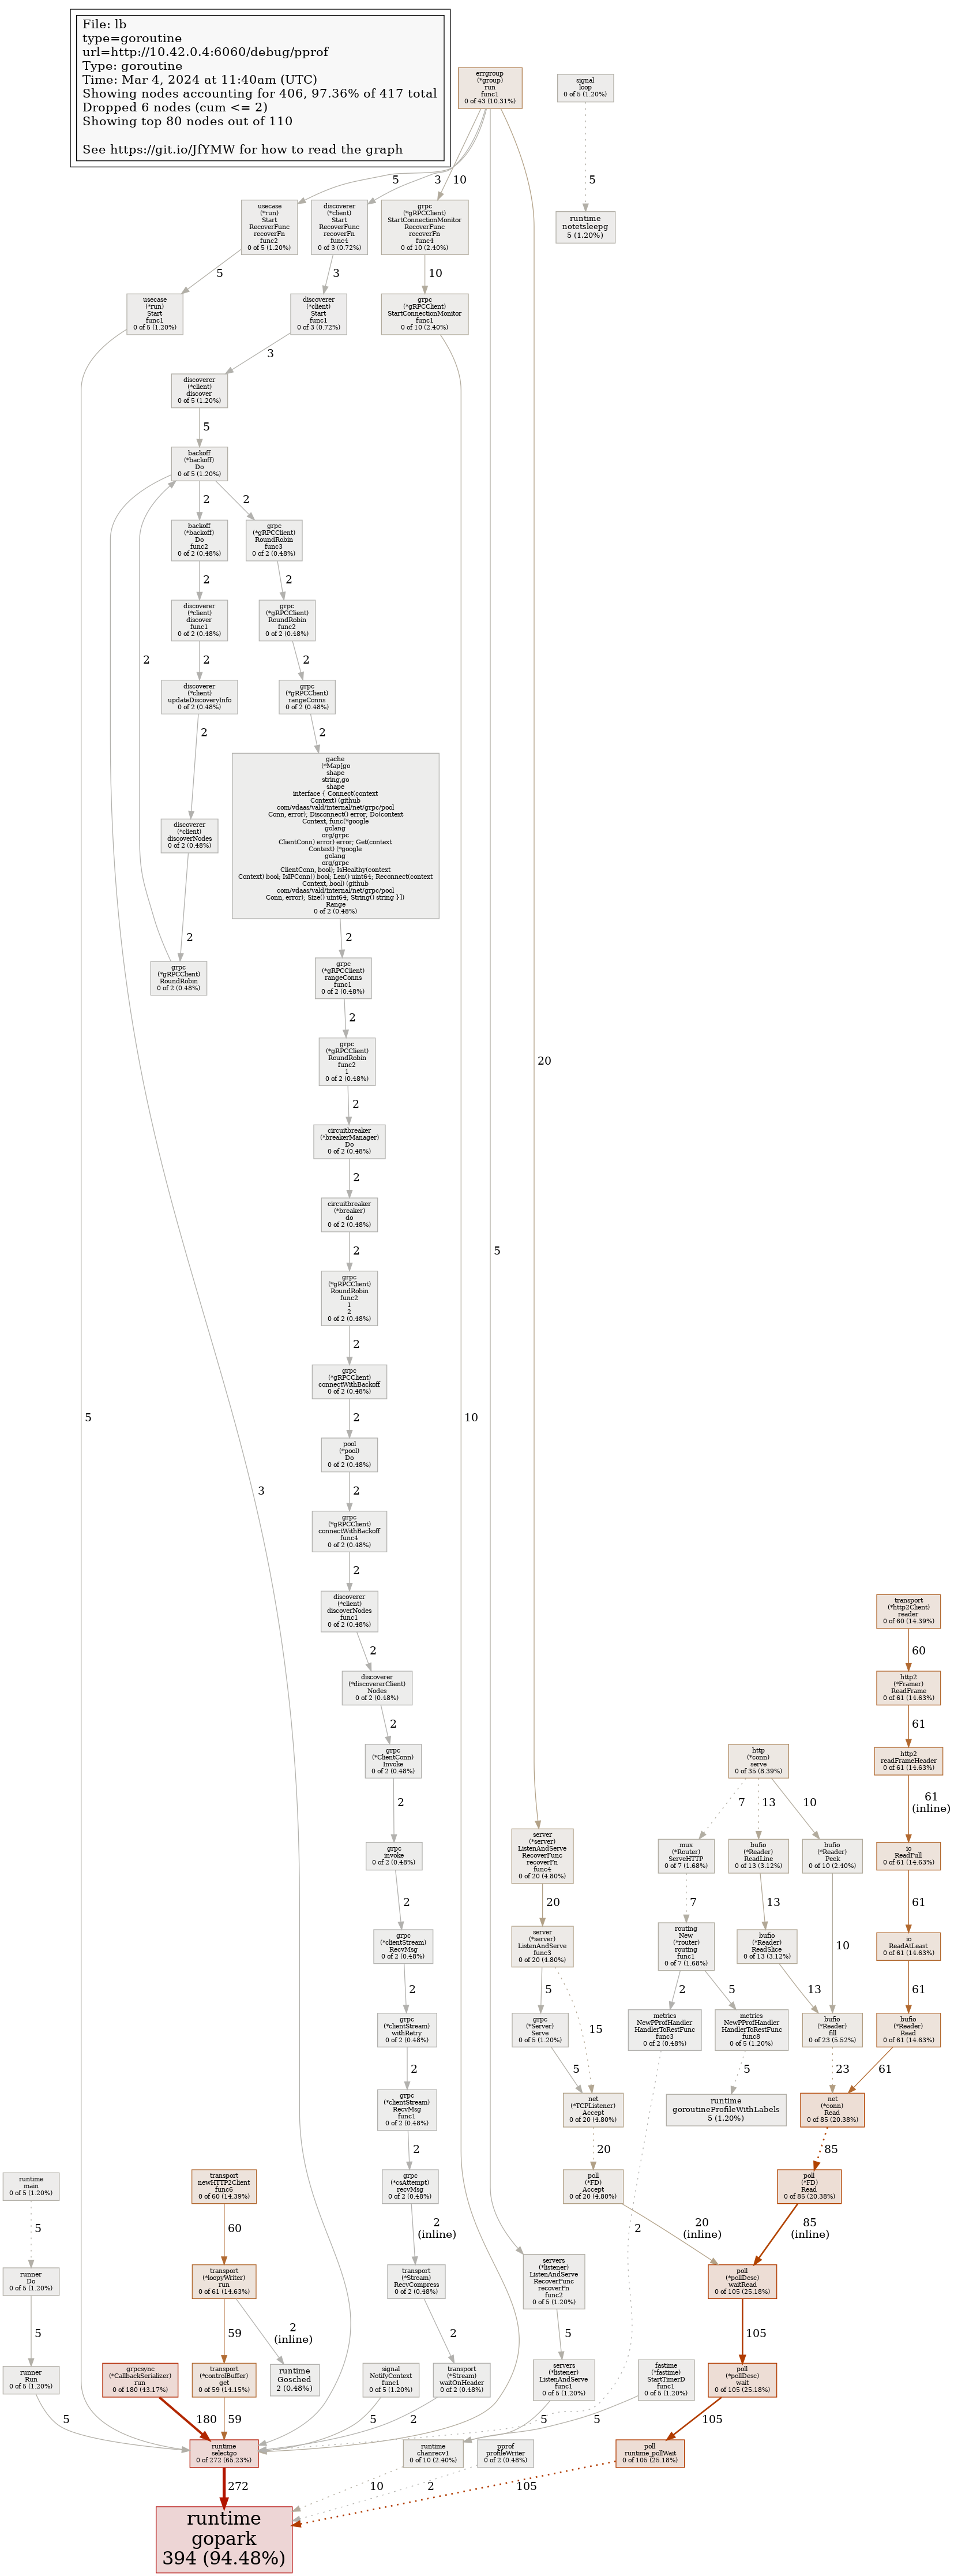 File: lb
type=goroutine
url=http://10.42.0.4:6060/debug/pprof
Type: goroutine
Time: Mar 4, 2024 at 11:40am (UTC)
Showing nodes accounting for 406, 97.36% of 417 total
Dropped 6 nodes (cum <= 2)
Showing top 80 nodes out of 110
See https://git.io/JfYMW for how to read the graph
errgroup
(*group)
run
func1
0 of 43 (10.31%)
signal
loop
0 of 5 (1.20%)
5
3
10
5
usecase
(*run)
Start
RecoverFunc
recoverFn
func2
0 of 5 (1.20%)
discoverer
(*client)
Start
RecoverFunc
recoverFn
func4
0 of 3 (0.72%)
grpc
(*gRPCClient)
StartConnectionMonitor
RecoverFunc
recoverFn
func4
0 of 10 (2.40%)
runtime
notetsleepg
5 (1.20%)
5
3
10
usecase
(*run)
Start
func1
0 of 5 (1.20%)
discoverer
(*client)
Start
func1
0 of 3 (0.72%)
grpc
(*gRPCClient)
StartConnectionMonitor
func1
0 of 10 (2.40%)
3
discoverer
(*client)
discover
0 of 5 (1.20%)
5
backoff
(*backoff)
Do
0 of 5 (1.20%)
2
2
backoff
(*backoff)
Do
func2
0 of 2 (0.48%)
grpc
(*gRPCClient)
RoundRobin
func3
0 of 2 (0.48%)
2
2
discoverer
(*client)
discover
func1
0 of 2 (0.48%)
grpc
(*gRPCClient)
RoundRobin
func2
0 of 2 (0.48%)
2
2
2
discoverer
(*client)
updateDiscoveryInfo
0 of 2 (0.48%)
grpc
(*gRPCClient)
rangeConns
0 of 2 (0.48%)
2
2
gache
(*Map[go
shape
string,go
shape
interface { Connect(context
Context) (github
com/vdaas/vald/internal/net/grpc/pool
Conn, error); Disconnect() error; Do(context
Context, func(*google
golang
org/grpc
ClientConn) error) error; Get(context
Context) (*google
golang
org/grpc
ClientConn, bool); IsHealthy(context
Context) bool; IsIPConn() bool; Len() uint64; Reconnect(context
Context, bool) (github
com/vdaas/vald/internal/net/grpc/pool
Conn, error); Size() uint64; String() string }])
Range
0 of 2 (0.48%)
discoverer
(*client)
discoverNodes
0 of 2 (0.48%)
2
2
grpc
(*gRPCClient)
RoundRobin
0 of 2 (0.48%)
grpc
(*gRPCClient)
rangeConns
func1
0 of 2 (0.48%)
2
grpc
(*gRPCClient)
RoundRobin
func2
1
0 of 2 (0.48%)
20
2
circuitbreaker
(*breakerManager)
Do
0 of 2 (0.48%)
2
circuitbreaker
(*breaker)
do
0 of 2 (0.48%)
2
5
grpc
(*gRPCClient)
RoundRobin
func2
1
2
0 of 2 (0.48%)
2
grpc
(*gRPCClient)
connectWithBackoff
0 of 2 (0.48%)
5
2
10
pool
(*pool)
Do
0 of 2 (0.48%)
3
2
grpc
(*gRPCClient)
connectWithBackoff
func4
0 of 2 (0.48%)
2
discoverer
(*client)
discoverNodes
func1
0 of 2 (0.48%)
transport
(*http2Client)
reader
0 of 60 (14.39%)
2
60
discoverer
(*discovererClient)
Nodes
0 of 2 (0.48%)
http2
(*Framer)
ReadFrame
0 of 61 (14.63%)
2
61
grpc
(*ClientConn)
Invoke
0 of 2 (0.48%)
http
(*conn)
serve
0 of 35 (8.39%)
http2
readFrameHeader
0 of 61 (14.63%)
2
7
13
10
61
(inline)
grpc
invoke
0 of 2 (0.48%)
server
(*server)
ListenAndServe
RecoverFunc
recoverFn
func4
0 of 20 (4.80%)
mux
(*Router)
ServeHTTP
0 of 7 (1.68%)
bufio
(*Reader)
ReadLine
0 of 13 (3.12%)
bufio
(*Reader)
Peek
0 of 10 (2.40%)
io
ReadFull
0 of 61 (14.63%)
2
20
7
13
61
grpc
(*clientStream)
RecvMsg
0 of 2 (0.48%)
server
(*server)
ListenAndServe
func3
0 of 20 (4.80%)
routing
New
(*router)
routing
func1
0 of 7 (1.68%)
bufio
(*Reader)
ReadSlice
0 of 13 (3.12%)
10
io
ReadAtLeast
0 of 61 (14.63%)
2
5
15
2
5
13
61
grpc
(*clientStream)
withRetry
0 of 2 (0.48%)
grpc
(*Server)
Serve
0 of 5 (1.20%)
metrics
NewPProfHandler
HandlerToRestFunc
func3
0 of 2 (0.48%)
metrics
NewPProfHandler
HandlerToRestFunc
func8
0 of 5 (1.20%)
bufio
(*Reader)
fill
0 of 23 (5.52%)
bufio
(*Reader)
Read
0 of 61 (14.63%)
2
5
5
23
61
grpc
(*clientStream)
RecvMsg
func1
0 of 2 (0.48%)
net
(*TCPListener)
Accept
0 of 20 (4.80%)
runtime
goroutineProfileWithLabels
5 (1.20%)
net
(*conn)
Read
0 of 85 (20.38%)
2
20
85
runtime
main
0 of 5 (1.20%)
transport
newHTTP2Client
func6
0 of 60 (14.39%)
grpc
(*csAttempt)
recvMsg
0 of 2 (0.48%)
poll
(*FD)
Accept
0 of 20 (4.80%)
poll
(*FD)
Read
0 of 85 (20.38%)
5
60
2
(inline)
2
20
(inline)
85
(inline)
runner
Do
0 of 5 (1.20%)
transport
(*loopyWriter)
run
0 of 61 (14.63%)
transport
(*Stream)
RecvCompress
0 of 2 (0.48%)
servers
(*listener)
ListenAndServe
RecoverFunc
recoverFn
func2
0 of 5 (1.20%)
poll
(*pollDesc)
waitRead
0 of 105 (25.18%)
5
59
2
(inline)
2
5
105
runner
Run
0 of 5 (1.20%)
grpcsync
(*CallbackSerializer)
run
0 of 180 (43.17%)
transport
(*controlBuffer)
get
0 of 59 (14.15%)
runtime
Gosched
2 (0.48%)
signal
NotifyContext
func1
0 of 5 (1.20%)
transport
(*Stream)
waitOnHeader
0 of 2 (0.48%)
servers
(*listener)
ListenAndServe
func1
0 of 5 (1.20%)
fastime
(*fastime)
StartTimerD
func1
0 of 5 (1.20%)
poll
(*pollDesc)
wait
0 of 105 (25.18%)
5
180
59
5
2
5
5
105
runtime
selectgo
0 of 272 (65.23%)
runtime
chanrecv1
0 of 10 (2.40%)
pprof
profileWriter
0 of 2 (0.48%)
poll
runtime_pollWait
0 of 105 (25.18%)
272
10
2
105
runtime
gopark
394 (94.48%)